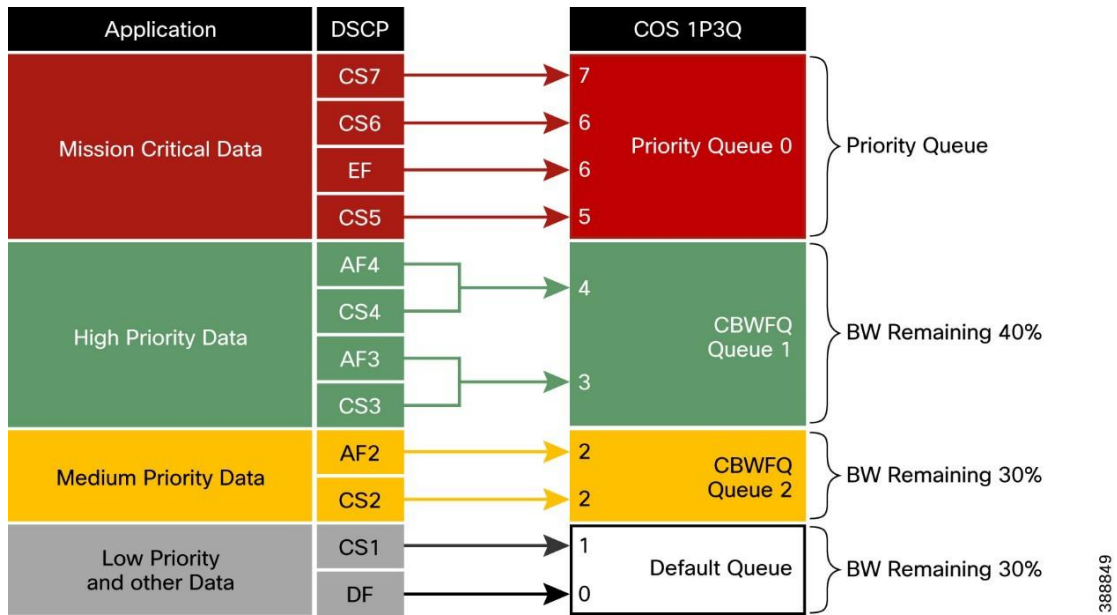 Application
DSCP
COS 1P3Q
Mission Critical Data
CS7
CS6
EF
CS5
7
6
6
5
Priority Queue 0
Priority Queue
High Priority Data
AF4
CS4
AF3
CS3
4
3
CBWFQ
Queue 1
BW Remaining 40%
Medium Priority Data
AF2
CS2
2
2
CBWFQ
Queue 2
BW Remaining 30%
Low Priority
and other Data
CS1
DF
1
0
Default Queue
BW Remaining 30%
388849